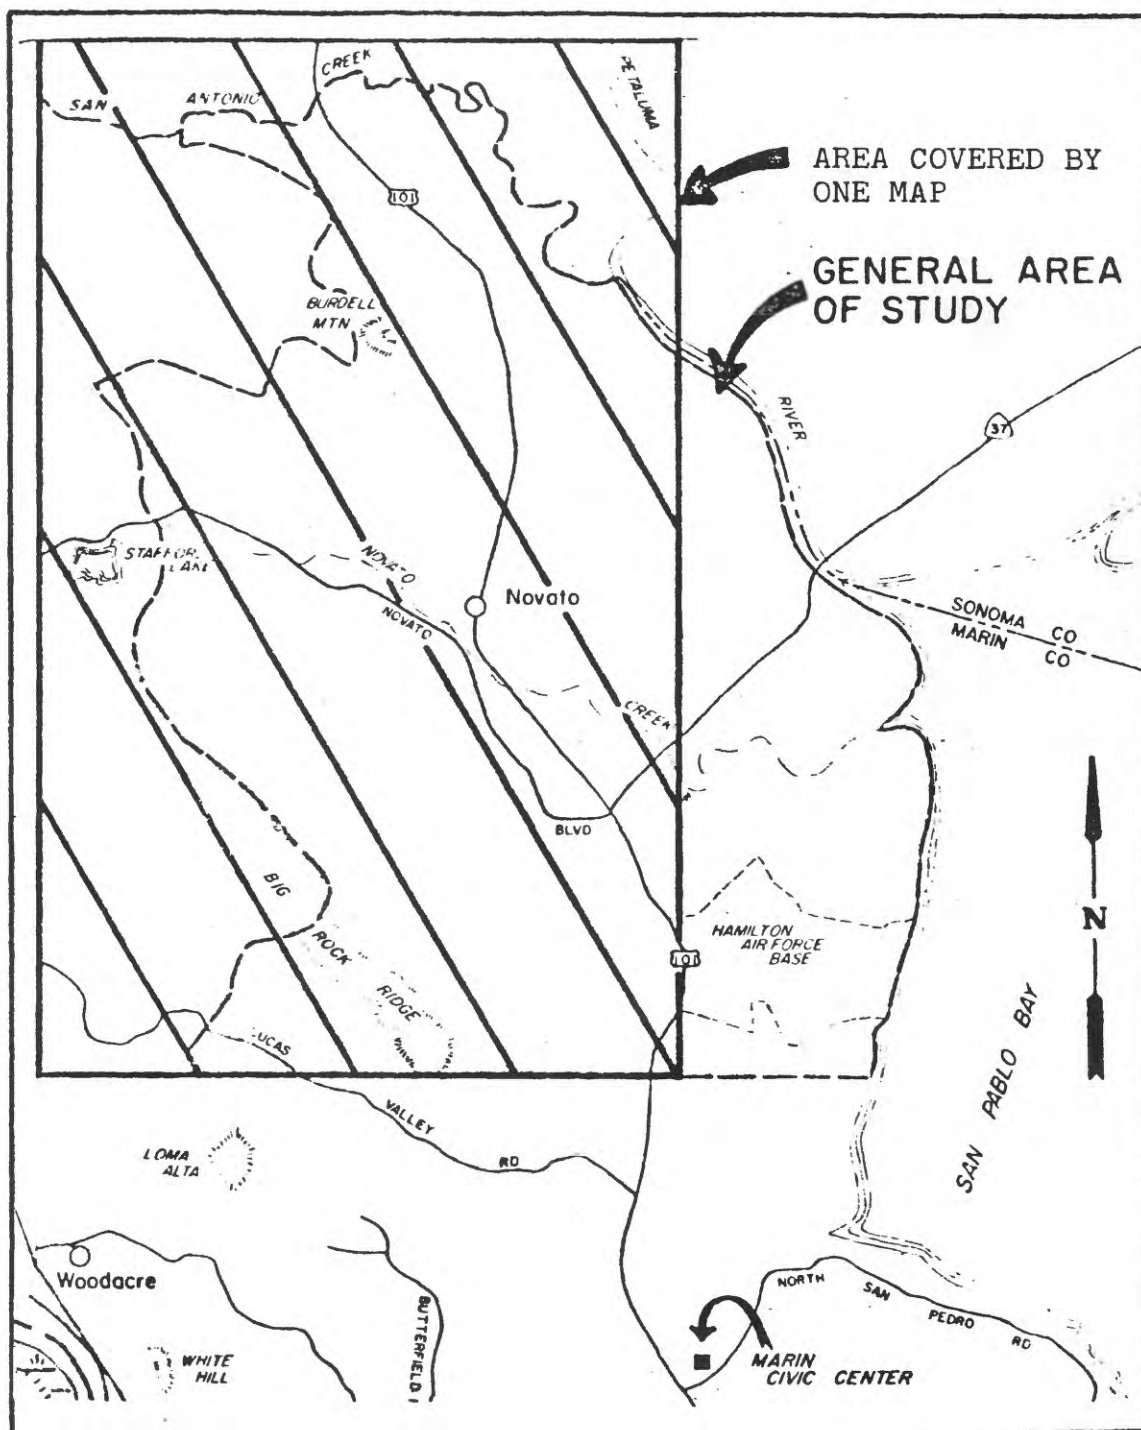 PETALUMA
CREEK
SAN
ANTONIO
AREA COVERED BY
ONE MAP
101
GENERAL AREA
OF STUDY
BURDELL
MTN
RIVER
37
STAFFOR
LAKE
NOVATO
Novato
NOVATO
SONOMA CO
MARIN CO
CREEK
BLVD
BIG
ROCK
RIDGE
HAMILTON
AIR FORCE
BASE
101
N
SAN PABLO BAY
LUCAS
VALLEY
RD
LOMA
ALTA
Woodacre
WHITE
HILL
BUTTERFIELD
NORTH
SAN
PEDRO
RD
MARIN
CIVIC CENTER